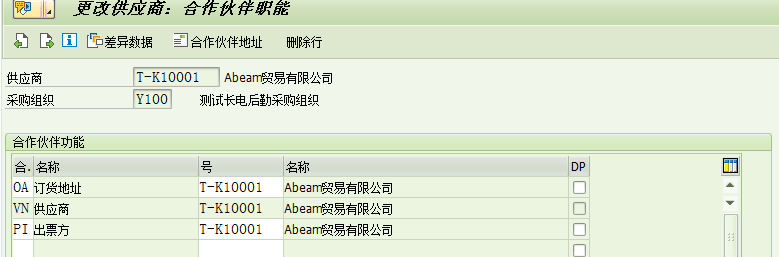 更改供应商：合作伙伴职能
差异数据 合作伙伴地址 删除行
供应商 T-K10001 Abeam贸易有限公司
采购组织 Y100 测试长电后勤采购组织
合作伙伴功能
合. 名称 号 名称 DP
OA 订货地址 T-K10001 Abeam贸易有限公司
VN 供应商 T-K10001 Abeam贸易有限公司
PI 出票方 T-K10001 Abeam贸易有限公司